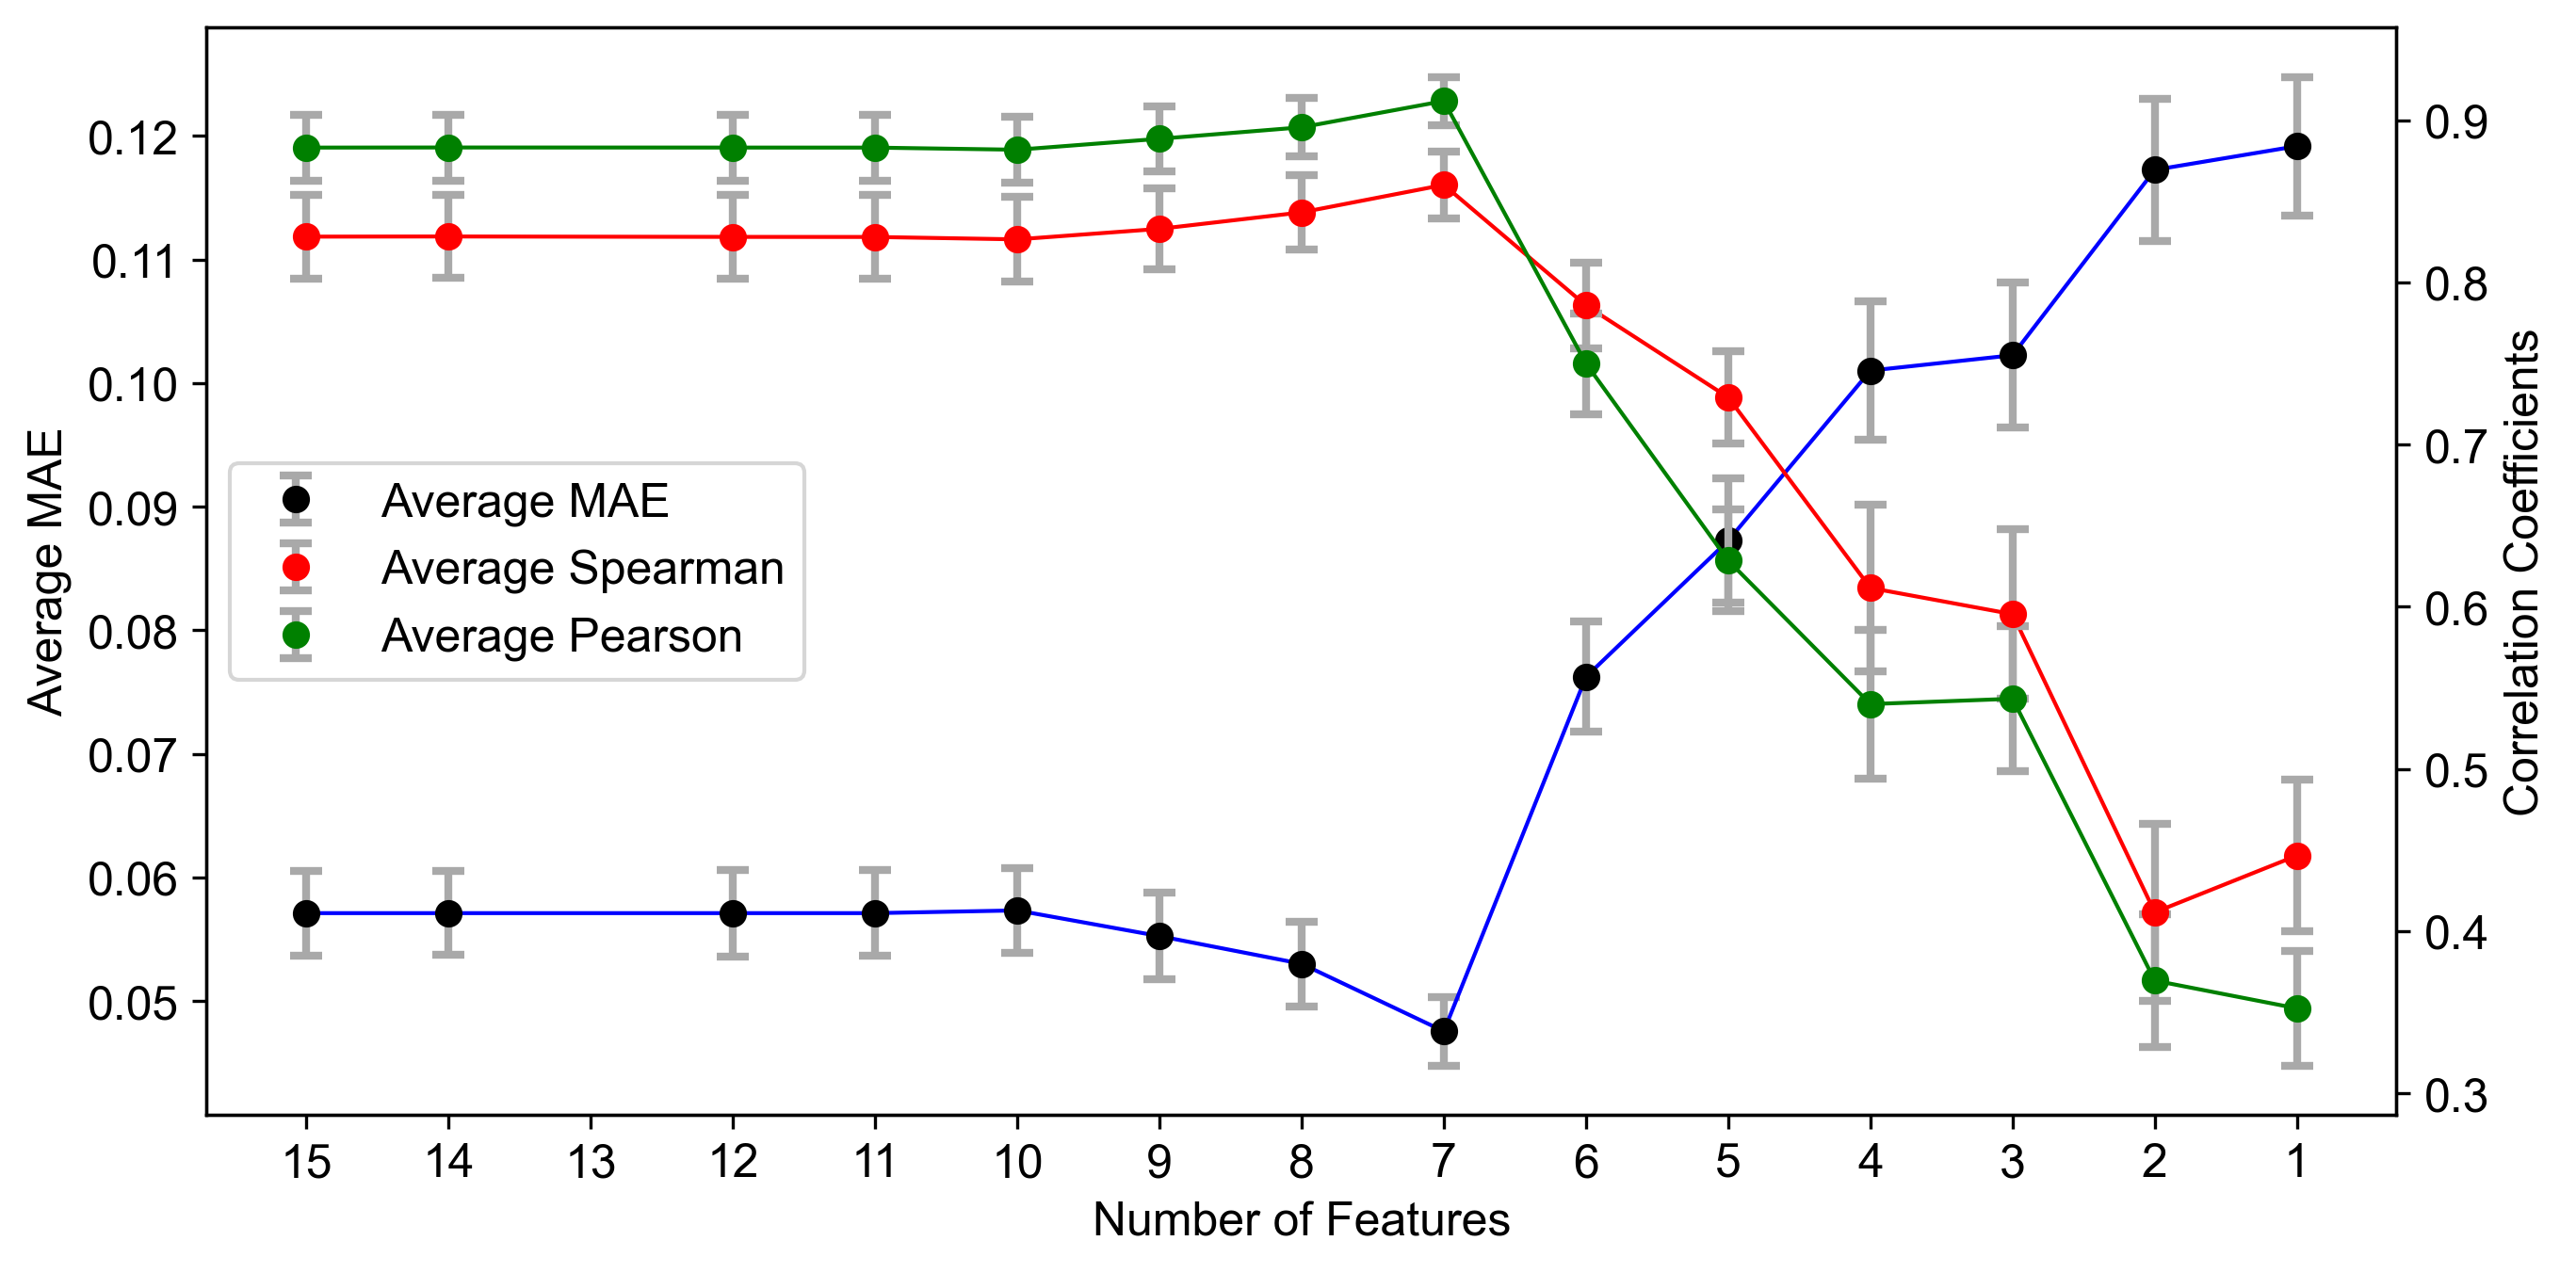 Average MAE
0.12
0.11
0.10
0.09
0.08
0.07
0.06
0.05
Average MAE
Average Spearman
Average Pearson
0.9
0.8
0.7
0.6
0.5
0.4
0.3
Correlation Coefficients
15 14 13 12 11 10 9 8 7 6 5 4 3 2 1
Number of Features